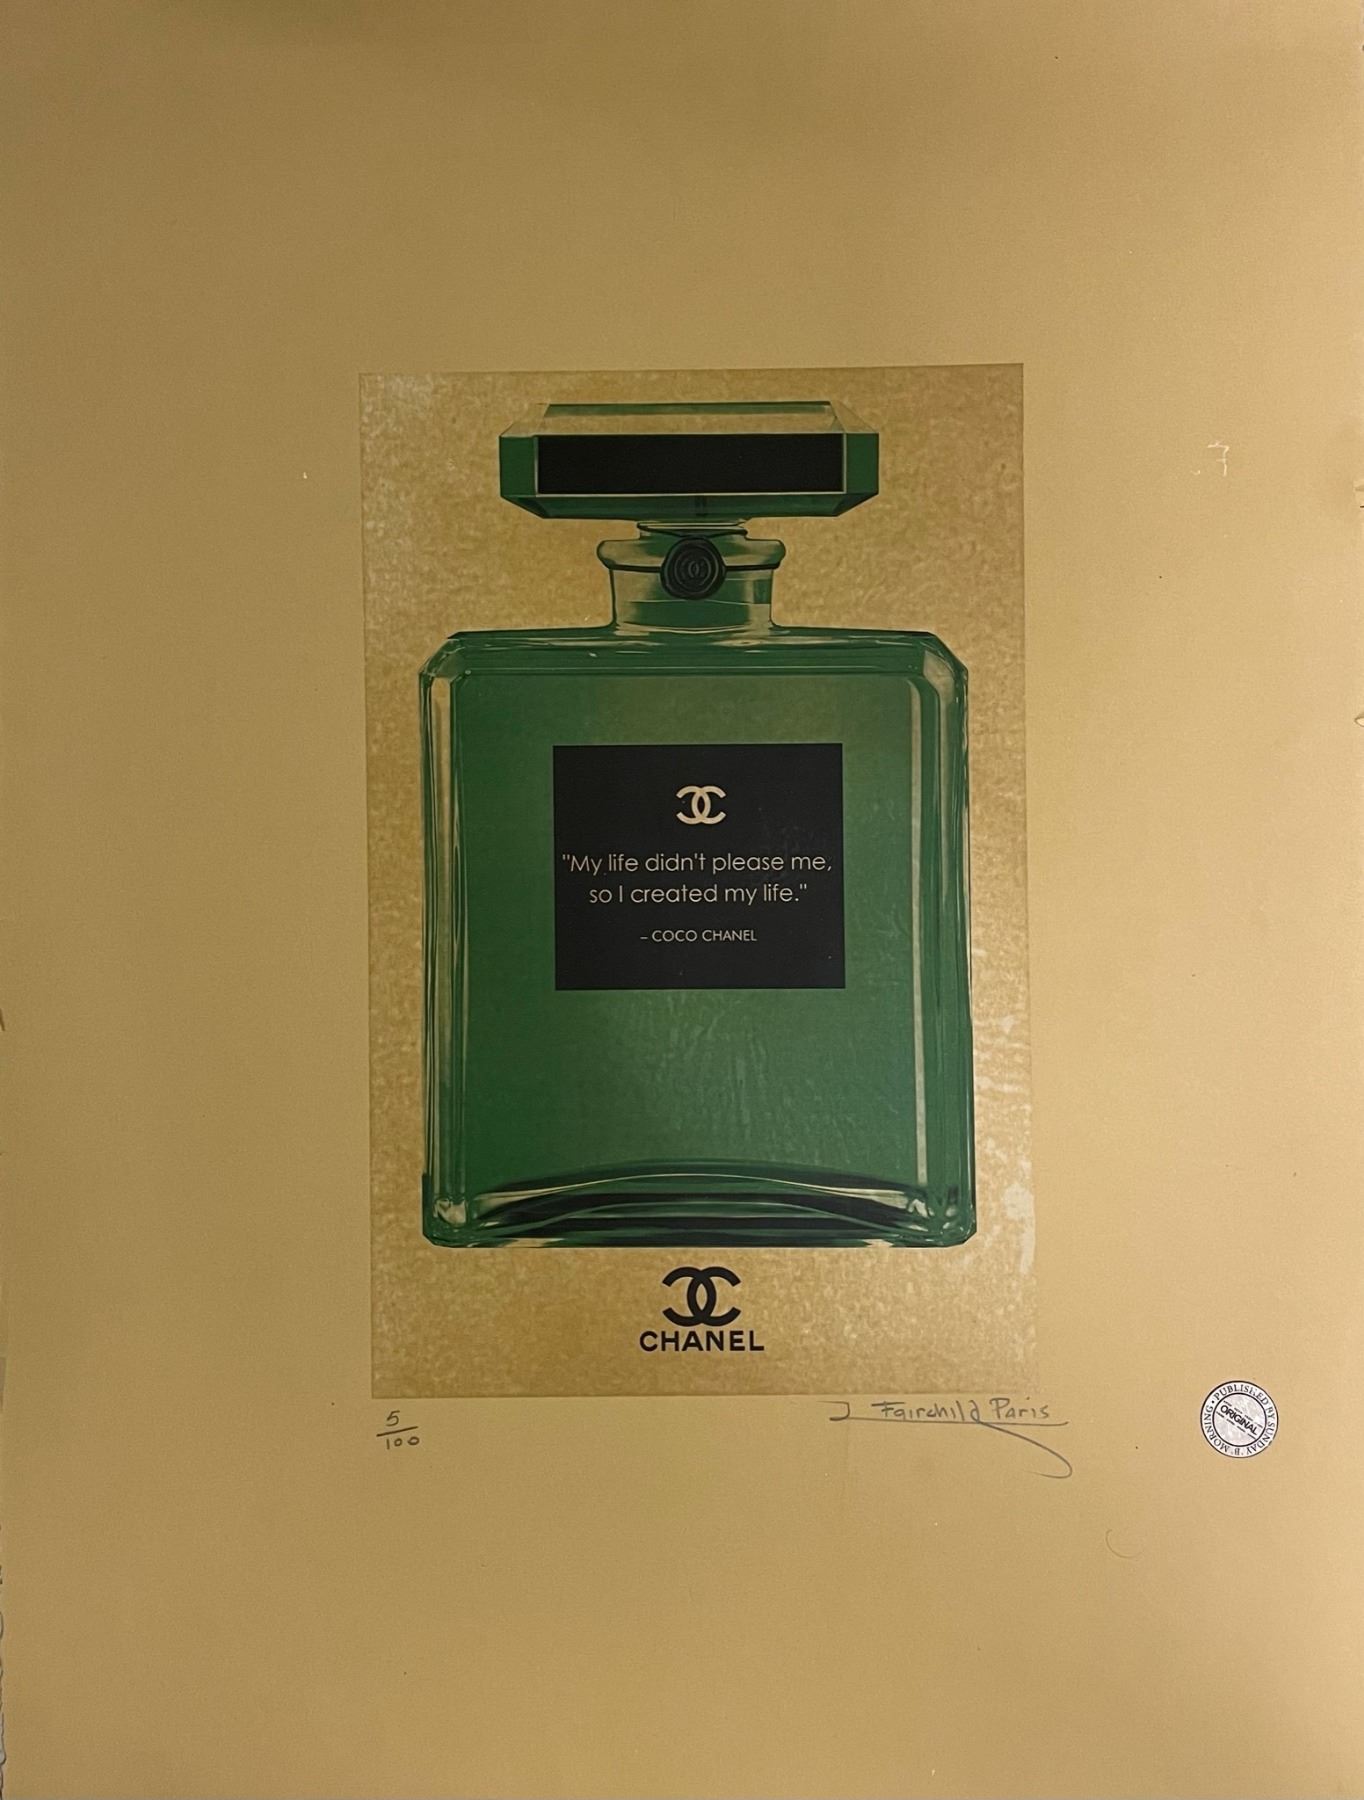 "My life didn't please me,
so I created my life."
– COCO CHANEL
CHANEL
5
100
J Fairchild Paris
PUBLISHED BY SUNDAY B MORNING
ORIGINAL